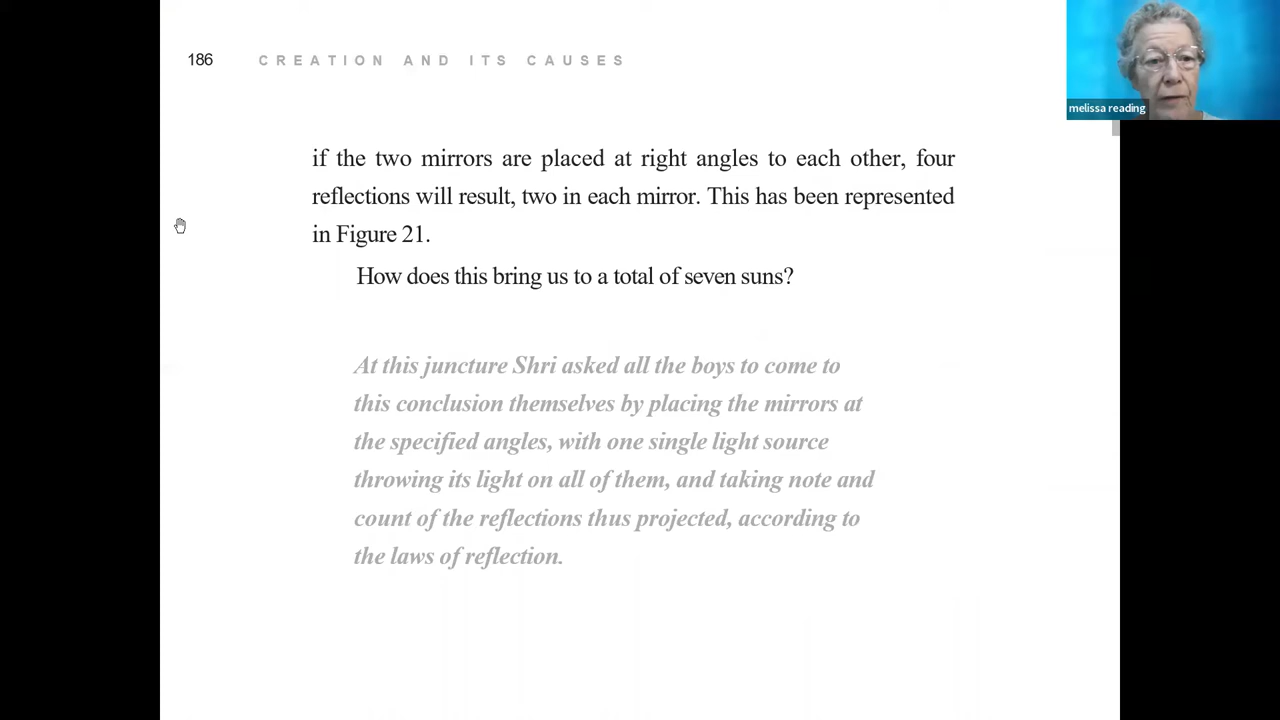 186 CREATION AND ITS CAUSES
melissa reading
if the two mirrors are placed at right angles to each other, four
reflections will result, two in each mirror. This has been represented
in Figure 21.
How does this bring us to a total of seven suns?
At this juncture Shri asked all the boys to come to
this conclusion themselves by placing the mirrors at
the specified angles, with one single light source
throwing its light on all of them, and taking note and
count of the reflections thus projected, according to
the laws of reflection.